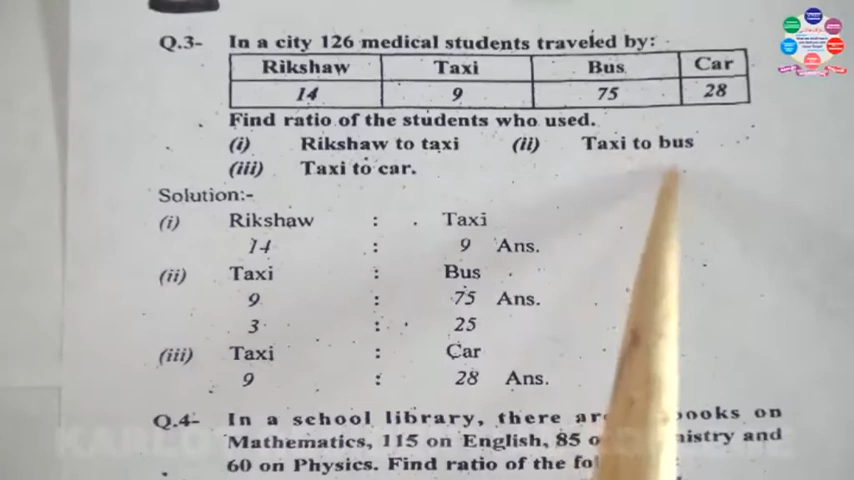 Q.3- In a city 126 medical students traveled by:
Rikshaw Taxi Bus Car
14 9 75 28
Find ratio of the students who used.
(i) Rikshaw to taxi (ii) Taxi to bus
(iii) Taxi to car.
Solution:-
(i) Rikshaw : Taxi
14 : 9 Ans.
(ii) Taxi : Bus
9 : 75 Ans.
3 : 25
(iii) Taxi : Car
9 : 28 Ans.
Q.4- In a school library, there books on
Mathematics, 115 on English, 85 and
60 on Physics. Find ratio of the